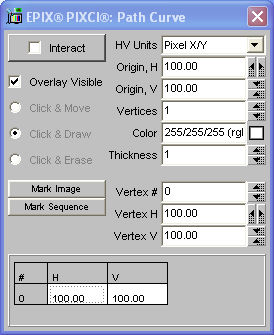 EPIX® PIXCI®: Path Curve
Interact
HV Units Pixel X/Y
Origin, H 100.00
Overlay Visible
Origin, V 100.00
Click & Move
Vertices 1
Click & Draw
Color 255/255/255 (rgl
Click & Erase
Thickness 1
Mark Image
Vertex # 0
Mark Sequence
Vertex H 100.00
Vertex V 100.00
# H V
0 100.00 100.00